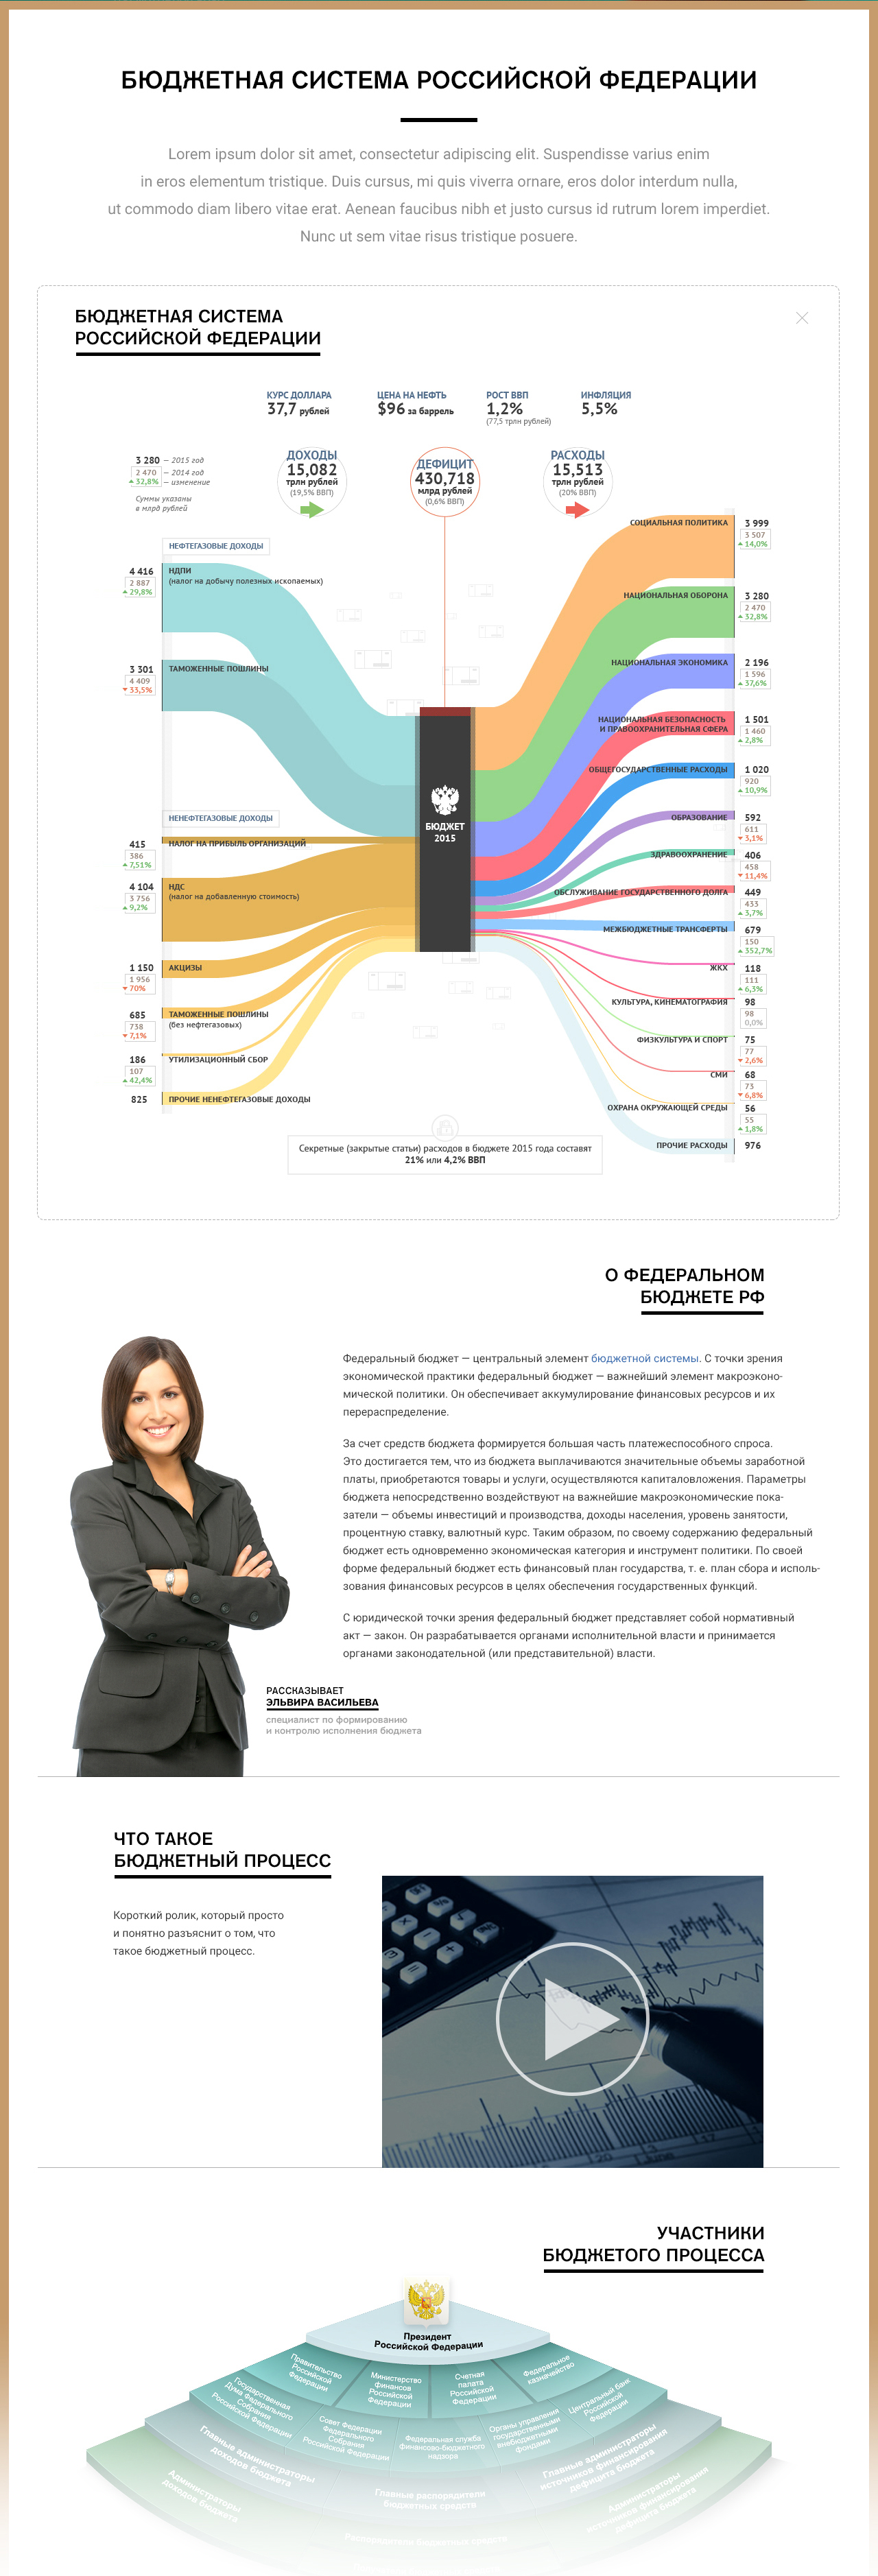 БЮДЖЕТНАЯ СИСТЕМА РОССИЙСКОЙ ФЕДЕРАЦИИ
Lorem ipsum dolor sit amet, consectetur adipiscing elit. Suspendisse varius enim
in eros elementum tristique. Duis cursus, mi quis viverra ornare, eros dolor interdum nulla,
ut commodo diam libero vitae erat. Aenean faucibus nibh et justo cursus id rutrum lorem imperdiet.
Nunc ut sem vitae risus tristique posuere.
БЮДЖЕТНАЯ СИСТЕМА
РОССИЙСКОЙ ФЕДЕРАЦИИ
КУРС ДОЛЛАРА
37,7 рублей
ЦЕНА НА НЕФТЬ
$96 за баррель
РОСТ ВВП
1,2%
(77,5 трлн рублей)
ИНФЛЯЦИЯ
5,5%
3 280 — 2015 год
2 470 — 2014 год
32,8% — изменение
Суммы указаны
в млрд рублей
ДОХОДЫ
15,082
трлн рублей
(19,5% ВВП)
ДЕФИЦИТ
430,718
млрд рублей
(0,6% ВВП)
РАСХОДЫ
15,513
трлн рублей
(20% ВВП)
НЕФТЕГАЗОВЫЕ ДОХОДЫ
4 416
2 887
29,8%
НДПИ
(налог на добычу полезных ископаемых)
3 301
4 409
33,5%
ТАМОЖЕННЫЕ ПОШЛИНЫ
НЕНЕФТЕГАЗОВЫЕ ДОХОДЫ
415
386
7,51%
НАЛОГ НА ПРИБЫЛЬ ОРГАНИЗАЦИЙ
4 104
3 756
9,2%
НДС
(налог на добавленную стоимость)
1 150
1 956
70%
АКЦИЗЫ
685
738
7,1%
ТАМОЖЕННЫЕ ПОШЛИНЫ
(без нефтегазовых)
186
107
42,4%
УТИЛИЗАЦИОННЫЙ СБОР
825
ПРОЧИЕ НЕНЕФТЕГАЗОВЫЕ ДОХОДЫ
БЮДЖЕТ
2015
СОЦИАЛЬНАЯ ПОЛИТИКА
3 999
3 507
14,0%
НАЦИОНАЛЬНАЯ ОБОРОНА
3 280
2 470
32,8%
НАЦИОНАЛЬНАЯ ЭКОНОМИКА
2 196
1 596
37,6%
НАЦИОНАЛЬНАЯ БЕЗОПАСНОСТЬ
И ПРАВООХРАНИТЕЛЬНАЯ СФЕРА
1 501
1 460
2,8%
ОБЩЕГОСУДАРСТВЕННЫЕ РАСХОДЫ
1 020
920
10,9%
ОБРАЗОВАНИЕ
592
611
3,1%
ЗДРАВООХРАНЕНИЕ
406
458
11,4%
ОБСЛУЖИВАНИЕ ГОСУДАРСТВЕННОГО ДОЛГА
449
433
3,7%
МЕЖБЮДЖЕТНЫЕ ТРАНСФЕРТЫ
679
150
352,7%
ЖКХ
118
111
6,3%
КУЛЬТУРА, КИНЕМАТОГРАФИЯ
98
98
0,0%
ФИЗКУЛЬТУРА И СПОРТ
75
77
2,6%
СМИ
68
73
6,8%
ОХРАНА ОКРУЖАЮЩЕЙ СРЕДЫ
56
55
1,8%
ПРОЧИЕ РАСХОДЫ
976
Секретные (закрытые статьи) расходов в бюджете 2015 года составят
21% или 4,2% ВВП
О ФЕДЕРАЛЬНОМ
БЮДЖЕТЕ РФ
Федеральный бюджет — центральный элемент бюджетной системы. С точки зрения
экономической практики федеральный бюджет — важнейший элемент макроэконо-
мической политики. Он обеспечивает аккумулирование финансовых ресурсов и их
перераспределение.
За счет средств бюджета формируется большая часть платежеспособного спроса.
Это достигается тем, что из бюджета выплачиваются значительные объемы заработной
платы, приобретаются товары и услуги, осуществляются капиталовложения. Параметры
бюджета непосредственно воздействуют на важнейшие макроэкономические пока-
затели — объемы инвестиций и производства, доходы населения, уровень занятости,
процентную ставку, валютный курс. Таким образом, по своему содержанию федеральный
бюджет есть одновременно экономическая категория и инструмент политики. По своей
форме федеральный бюджет есть финансовый план государства, т. е. план сбора и исполь-
зования финансовых ресурсов в целях обеспечения государственных функций.
С юридической точки зрения федеральный бюджет представляет собой нормативный
акт — закон. Он разрабатывается органами исполнительной власти и принимается
органами законодательной (или представительной) власти.
РАССКАЗЫВАЕТ
ЭЛЬВИРА ВАСИЛЬЕВА
специалист по формированию
и контролю исполнения бюджета
ЧТО ТАКОЕ
БЮДЖЕТНЫЙ ПРОЦЕСС
Короткий ролик, который просто
и понятно разъяснит о том, что
такое бюджетный процесс.
УЧАСТНИКИ
БЮДЖЕТОГО ПРОЦЕССА
Президент
Российской Федерации
Правительство
Российской
Федерации
Министерство
финансов
Российской
Федерации
Счетная
палата
Российской
Федерации
Федеральное
казначейство
Государственная
Дума Федерального
Собрания
Российской Федерации
Совет Федерации
Федерального
Собрания
Российской Федерации
Федеральная служба
финансово-бюджетного
надзора
Органы управления
государственными
внебюджетными
фондами
Центральный банк
Российской
Федерации
Главные администраторы
доходов бюджета
Главные распорядители
бюджетных средств
Главные администраторы
источников финансирования
дефицита бюджета
Администраторы
доходов бюджета
Распорядители бюджетных средств
Администраторы
источников финансирования
дефицита бюджета